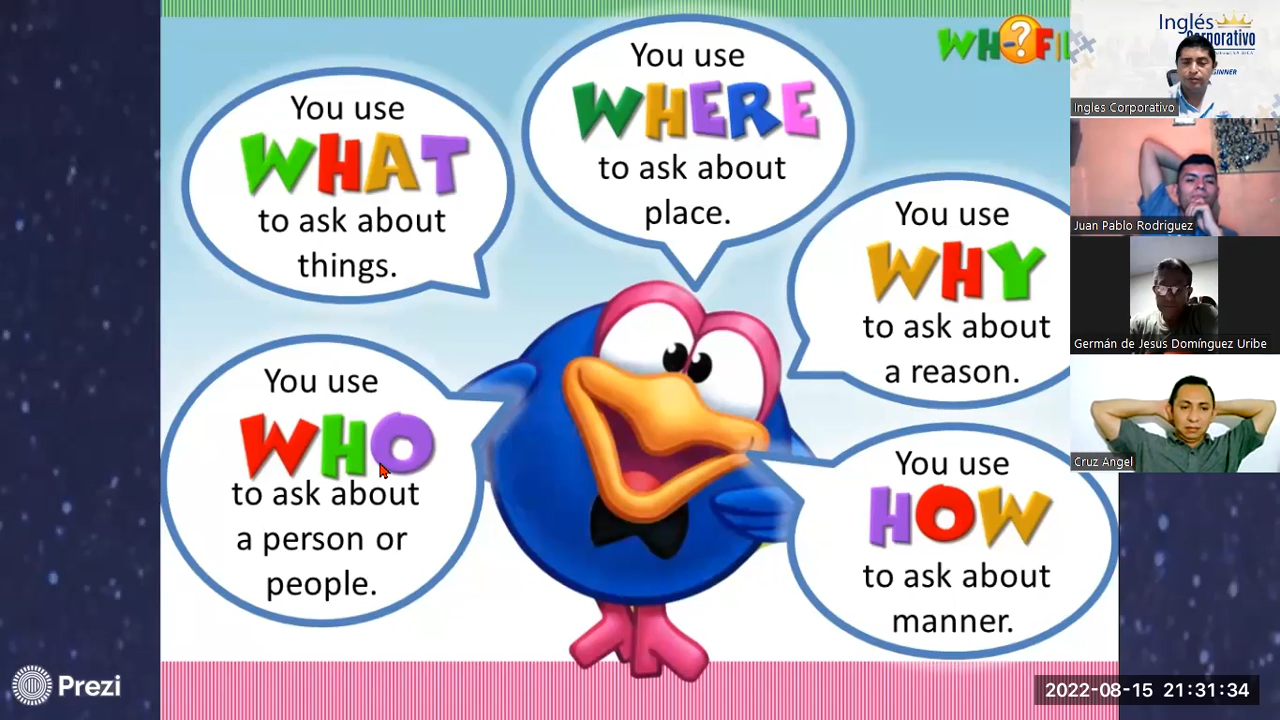 You use
WHAT
to ask about
things.
You use
WHERE
to ask about
place.
You use
WHY
to ask about
a reason.
You use
WHO
to ask about
a person or
people.
You use
HOW
to ask about
manner.
WH-?FI
Inglés
Corporativo
Ingles Corporativo
Juan Pablo Rodriguez
Germán de Jesus Domínguez Uribe
Cruz Angel
Prezi
2022-08-15 21:31:34